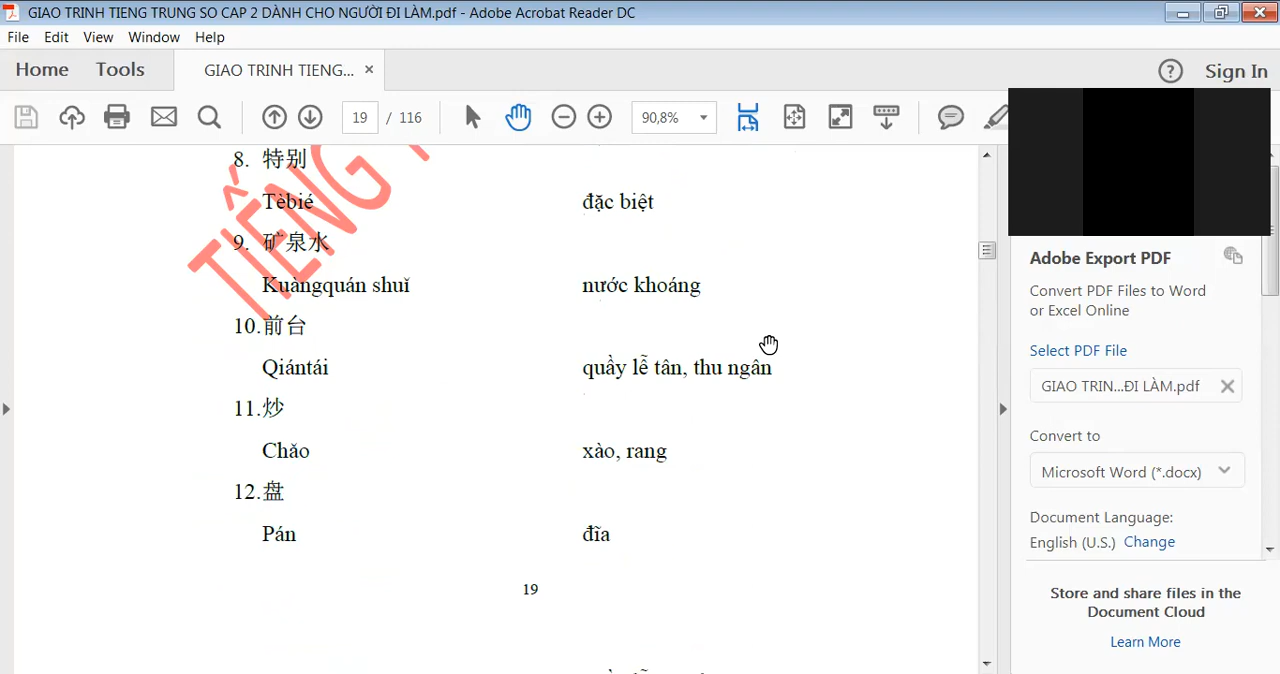 GIAO TRINH TIENG TRUNG SO CAP 2 DÀNH CHO NGƯỜI ĐI LÀM.pdf - Adobe Acrobat Reader DC
File Edit View Window Help
Home Tools GIAO TRINH TIENG... × ? Sign In
19 / 116 90,8%
TIẾNG
8. 特别
Tèbié đặc biệt
9. 矿泉水
Kuàngquán shuǐ nước khoáng
10.前台
Qiántái quầy lễ tân, thu ngân
11.炒
Chǎo xào, rang
12.盘
Pán đĩa
19
Adobe Export PDF
Convert PDF Files to Word
or Excel Online
Select PDF File
GIAO TRIN...ĐI LÀM.pdf
Convert to
Microsoft Word (*.docx)
Document Language:
English (U.S.) Change
Store and share files in the
Document Cloud
Learn More